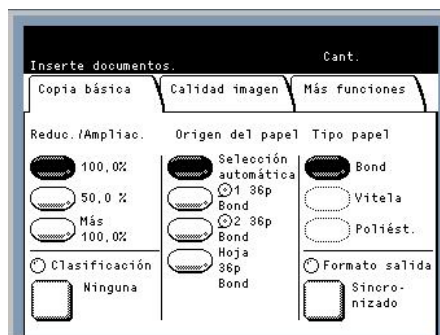 Inserte documentos.
Cant.
Copia básica
Calidad imagen
Más funciones
Reduc./Ampliac.
100,0%
50,0 %
Más
100,0%
Clasificación
Ninguna
Origen del papel
Selección
automática
1 36p
Bond
2 36p
Bond
Hoja
36p
Bond
Tipo papel
Bond
Vitela
Poliést.
Formato salida
Sincro-
nizado